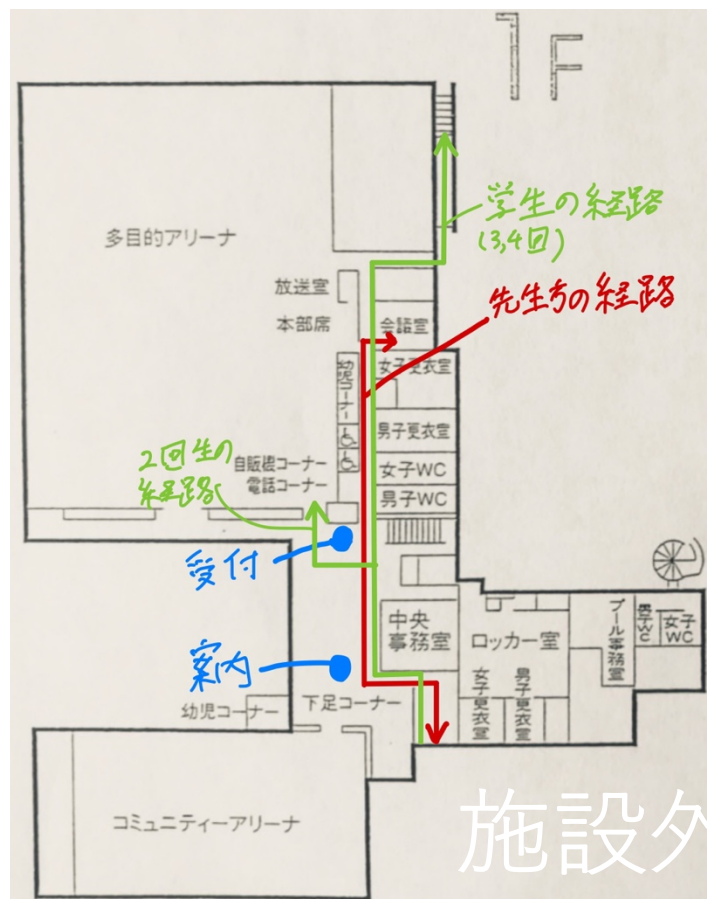 1F
多目的アリーナ
学生の経路
(3,4回)
放送室
先生方の経路
本部席
会議室
幼児コーナー
女子更衣室
男子更衣室
2回生の
経路
自販機コーナー
電話コーナー
女子WC
男子WC
受付
中央
事務室
ロッカー室
プール事務室
男子WC
女子
WC
案内
女子更衣室
男子更衣室
幼児コーナー
下足コーナー
コミュニティーアリーナ
施設外